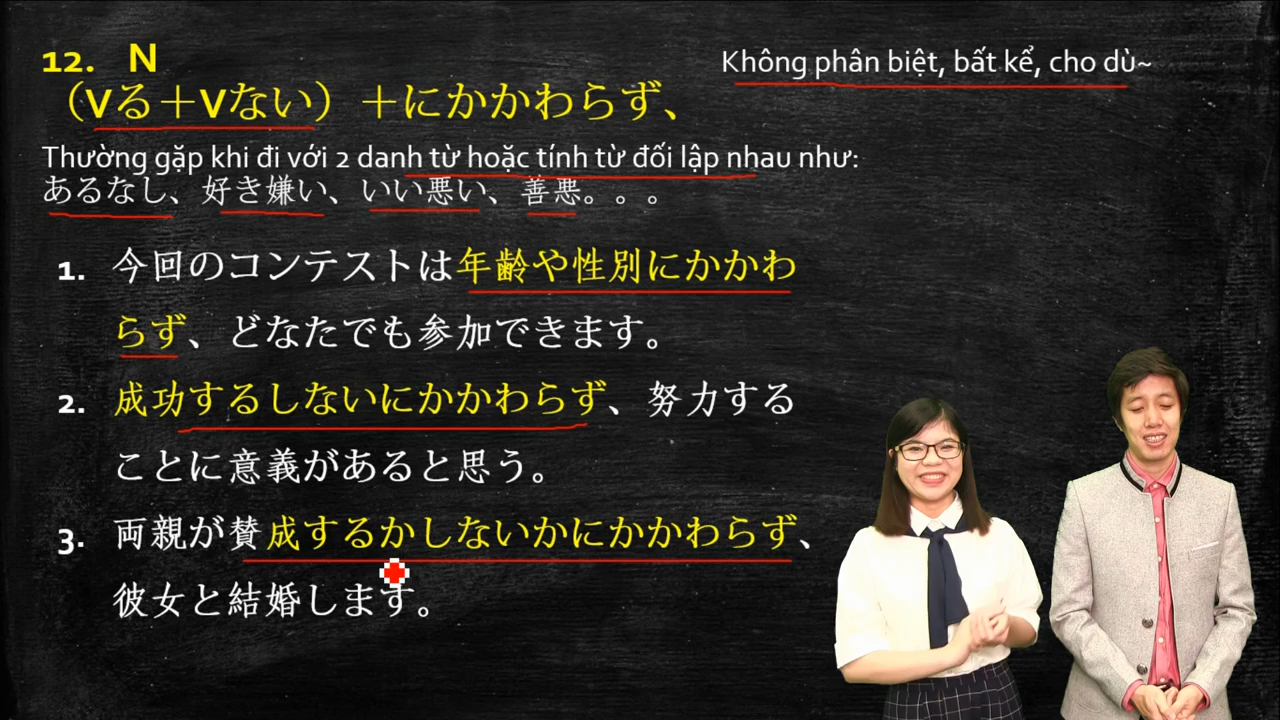 12. N
Không phân biệt, bất kể, cho dù~
（Vる＋Vない）＋にかかわらず、
Thường gặp khi đi với 2 danh từ hoặc tính từ đối lập nhau như:
あるなし、好き嫌い、いい悪い、善悪。。。
1. 今回のコンテストは年齢や性別にかかわ
らず、どなたでも参加できます。
2. 成功するしないにかかわらず、努力する
ことに意義があると思う。
3. 両親が賛成するかしないかにかかわらず、
彼女と結婚します。